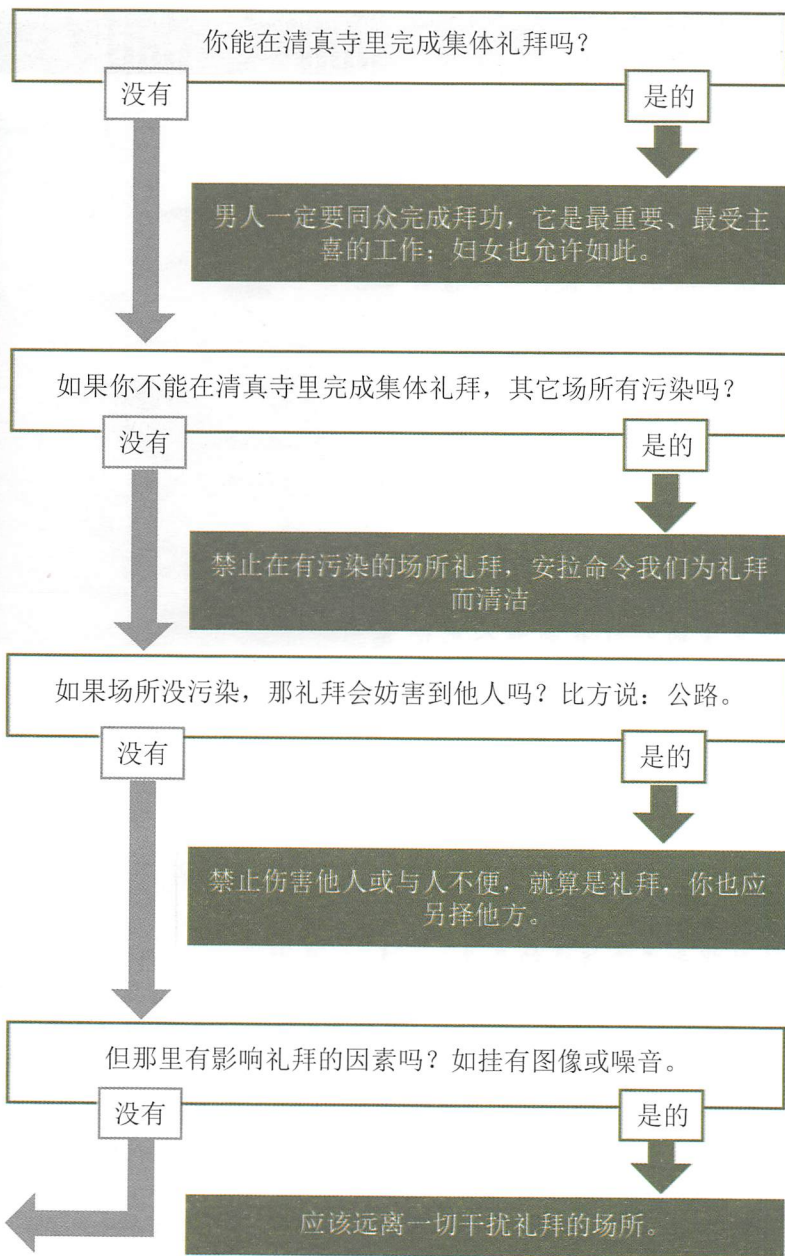 你能在清真寺里完成集体礼拜吗？
没有
是的
男人一定要同众完成拜功，它是最重要、最受主
喜的工作；妇女也允许如此。
如果你不能在清真寺里完成集体礼拜，其它场所有污染吗？
没有
是的
禁止在有污染的场所礼拜，安拉命令我们为礼拜
而清洁
如果场所没污染，那礼拜会妨害到他人吗？比方说：公路。
没有
是的
禁止伤害他人或与人不便，就算是礼拜，你也应
另择他方。
但那里有影响礼拜的因素吗？如挂有图像或噪音。
没有
是的
应该远离一切干扰礼拜的场所。